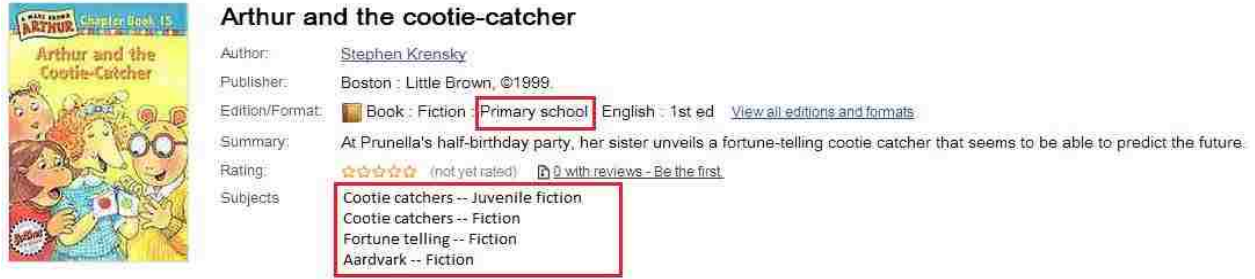 A MARC BROWN
ARTHUR Chapter Book 15
Arthur and the
Cootie-Catcher
Arthur and the cootie-catcher
Author: Stephen Krensky
Publisher: Boston : Little Brown, ©1999.
Edition/Format: Book : Fiction : Primary school : English : 1st ed View all editions and formats
Summary: At Prunella's half-birthday party, her sister unveils a fortune-telling cootie catcher that seems to be able to predict the future.
Rating: (not yet rated) 0 with reviews - Be the first.
Subjects Cootie catchers -- Juvenile fiction
Cootie catchers -- Fiction
Fortune telling -- Fiction
Aardvark -- Fiction